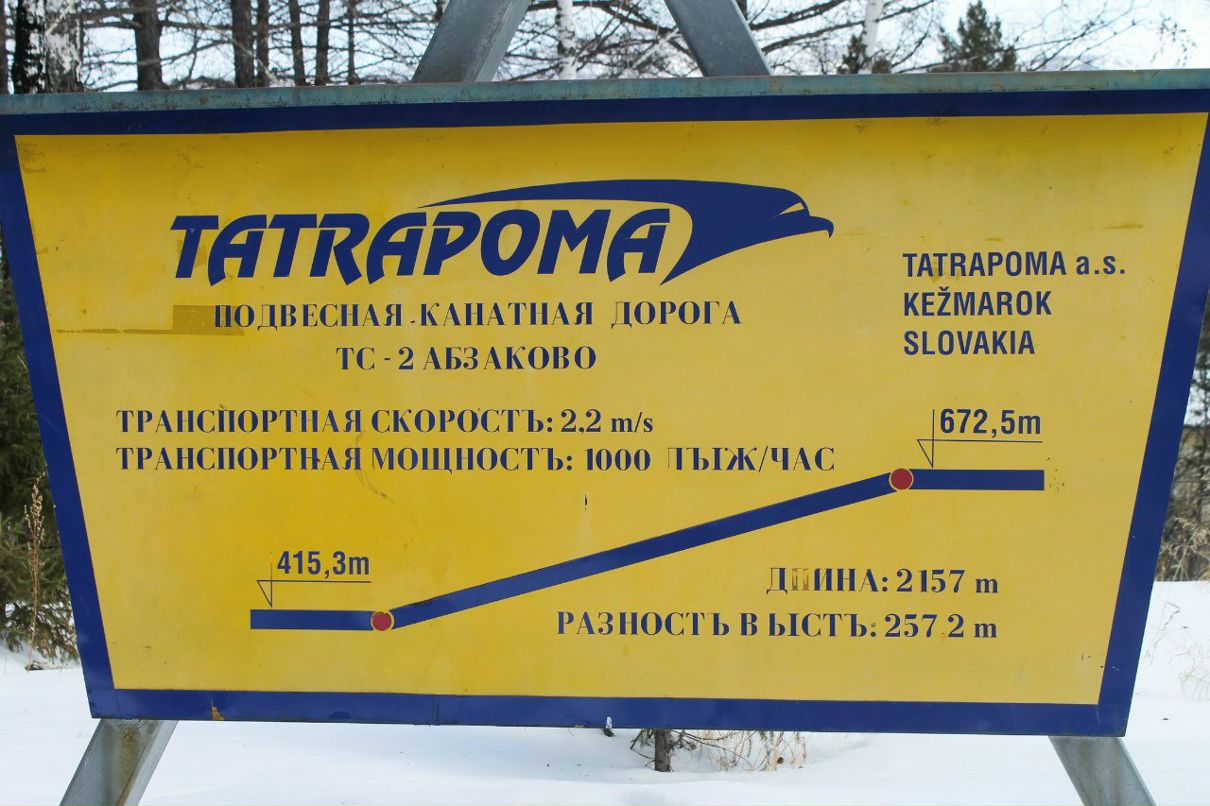 TATRAPOMA
ПОДВЕСНАЯ КАНАТНАЯ ДОРОГА
ТС - 2 АБЗАКОВО
TATRAPOMA a.s.
KEŽMAROK
SLOVAKIA
ТРАНСПОРТНАЯ СКОРОСТЪ: 2.2 m/s
ТРАНСПОРТНАЯ МОЩНОСТЪ: 1000 ЛЫЖ/ЧАС
672,5m
415,3m
ДЛИНА: 2157 m
РАЗНОСТЪ В ЫСТЪ: 257.2 m